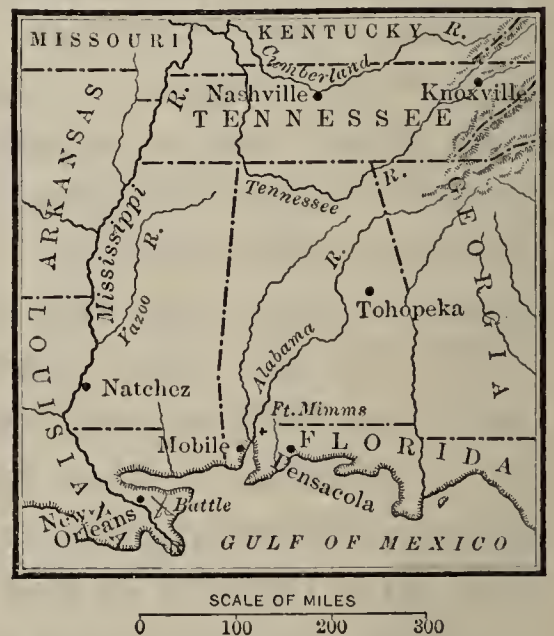 MISSOURI
KENTUCKY R.
Cumberland
Nashville
Knoxville
R.
TENNESSEE
ARKANSAS
Tennessee R.
Mississippi
R.
Yazoo
GEORGIA
R.
Tohopeka
Alabama
LOUISIAVA
Natchez
Ft. Mimms
Mobile
FLORIDA
Pensacola
New
Orleans
Battle
GULF OF MEXICO
SCALE OF MILES
0 100 200 300